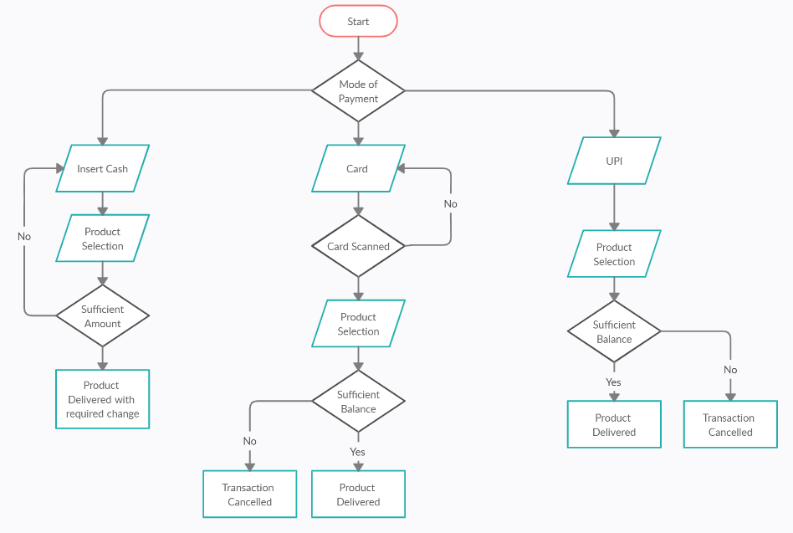 Start
Mode of
Payment
Insert Cash
Card
UPI
No
No
Product
Selection
Card Scanned
Product
Selection
Sufficient
Amount
Product
Selection
Sufficient
Balance
Product
Delivered with
required change
Sufficient
Balance
Yes
No
No
Yes
Product
Delivered
Transaction
Cancelled
Transaction
Cancelled
Product
Delivered